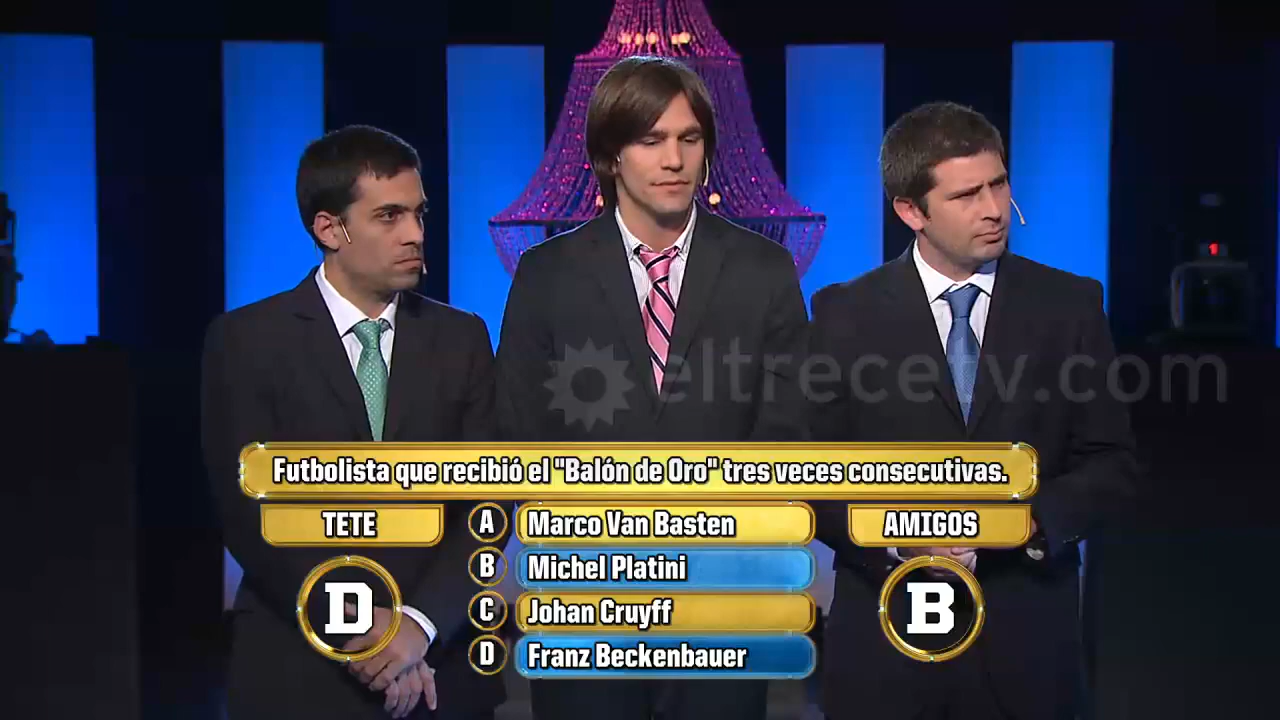 eltrecetv.com
Futbolista que recibió el "Balón de Oro" tres veces consecutivas.
TETE
A Marco Van Basten
AMIGOS
B Michel Platini
C Johan Cruyff
D Franz Beckenbauer
D
B